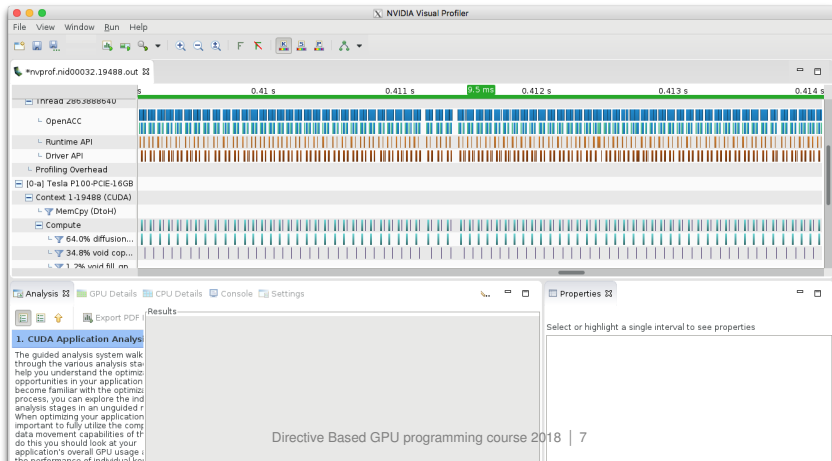 NVIDIA Visual Profiler
File View Window Run Help
*nvprof.nid00032.19488.out
s 0.41 s 0.411 s 9.5 ms 0.412 s 0.413 s 0.414 s
Thread 2863888640
OpenACC
Runtime API
Driver API
Profiling Overhead
[0-a] Tesla P100-PCIE-16GB
Context 1-19488 (CUDA)
MemCpy (DtoH)
Compute
64.0% diffusion...
34.8% void cop...
1.2% void fill_gp...
Analysis GPU Details CPU Details Console Settings
Properties
Export PDF
Results
Select or highlight a single interval to see properties
1. CUDA Application Analysi
The guided analysis system walk
through the various analysis sta
help you understand the optimiz
opportunities in your application
become familiar with the optimiz
process, you can explore the ind
analysis stages in an unguided r
When optimizing your application
important to fully utilize the comp
data movement capabilities of th
do this you should look at your
application's overall GPU usage
the performance of individual ke
Directive Based GPU programming course 2018 | 7